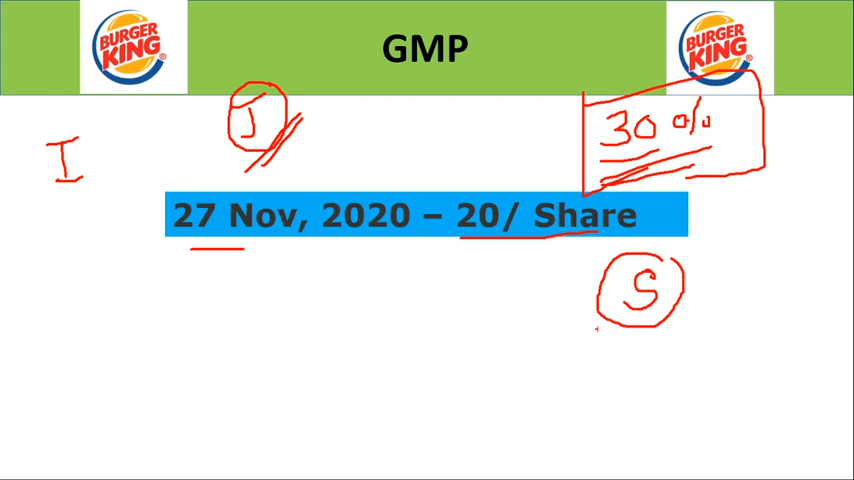 BURGER KING ®
GMP
BURGER KING ®
J
30 %
I
27 Nov, 2020 – 20/ Share
S